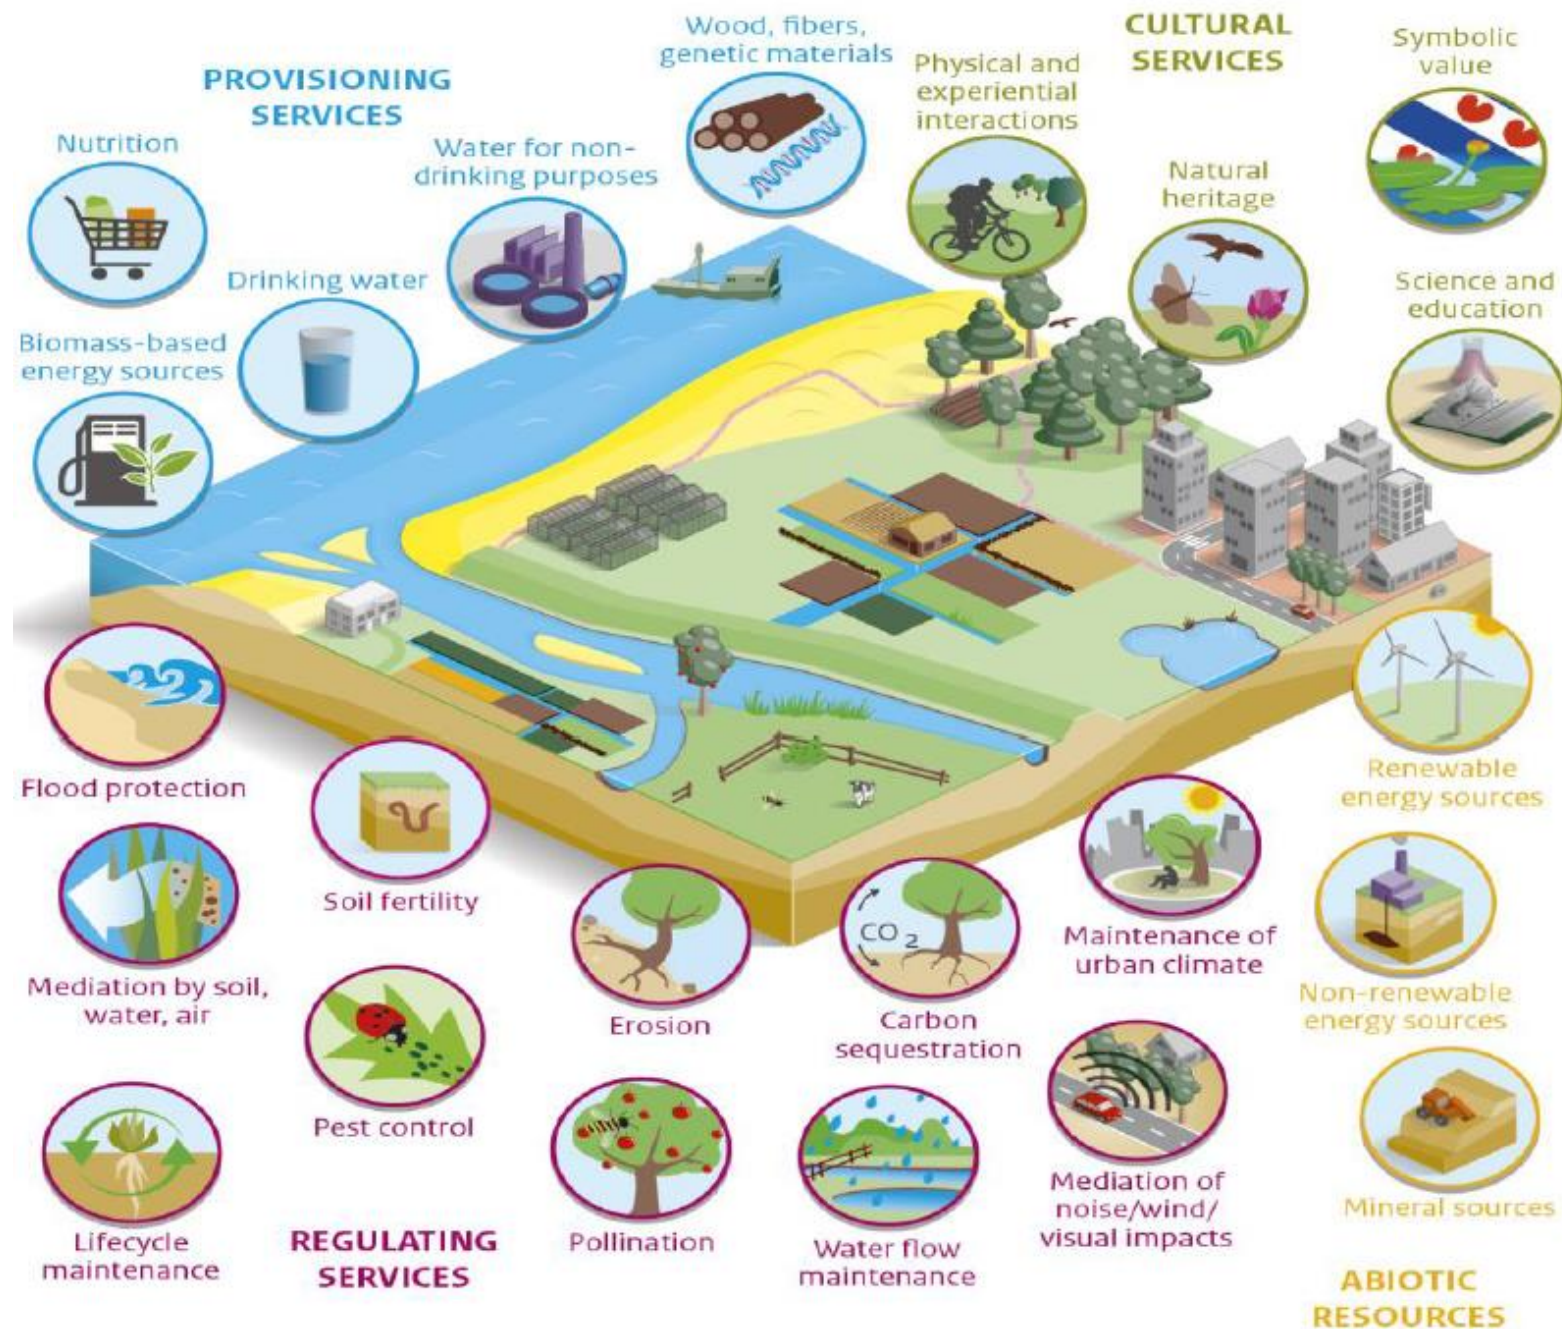 PROVISIONING
SERVICES
Nutrition
Drinking water
Biomass-based
energy sources
Water for non-
drinking purposes
Wood, fibers,
genetic materials
CULTURAL
SERVICES
Physical and
experiential
interactions
Natural
heritage
Symbolic
value
Science and
education
Flood protection
Mediation by soil,
water, air
Lifecycle
maintenance
Soil fertility
Pest control
REGULATING
SERVICES
Erosion
Pollination
CO 2
Carbon
sequestration
Water flow
maintenance
Maintenance of
urban climate
Mediation of
noise/wind/
visual impacts
Renewable
energy sources
Non-renewable
energy sources
Mineral sources
ABIOTIC
RESOURCES